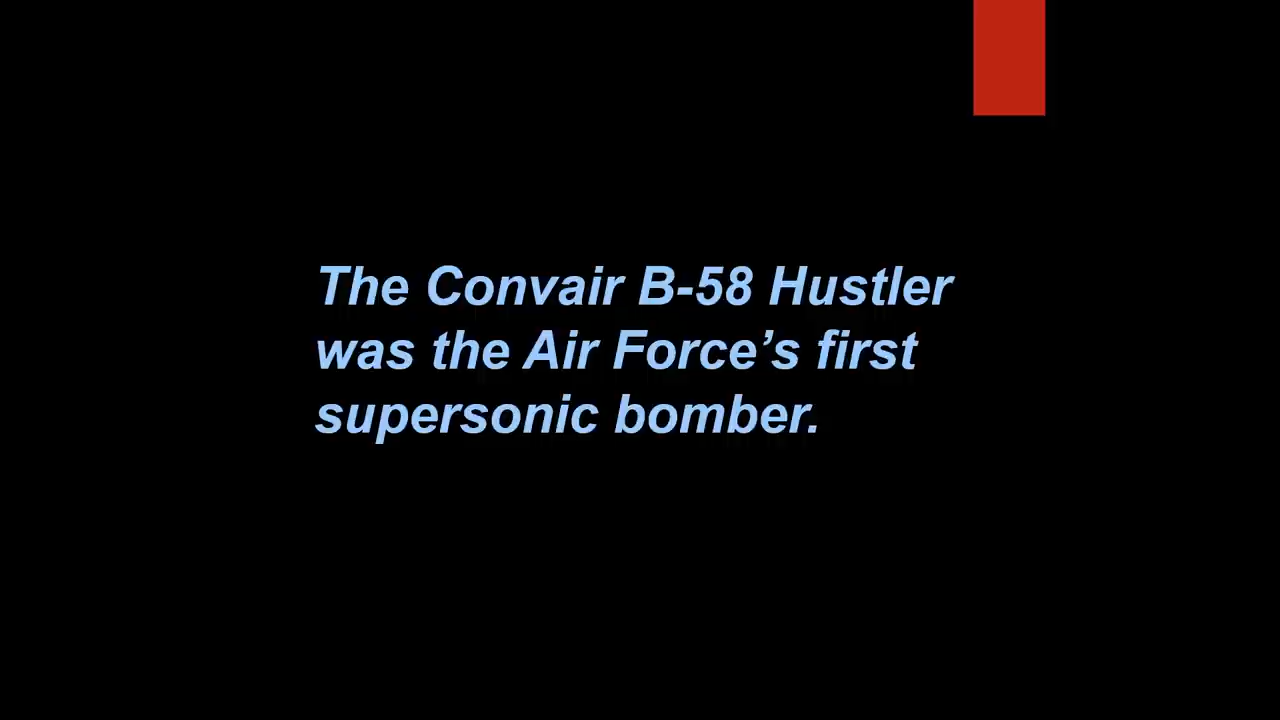 The Convair B-58 Hustler
was the Air Force’s first
supersonic bomber.